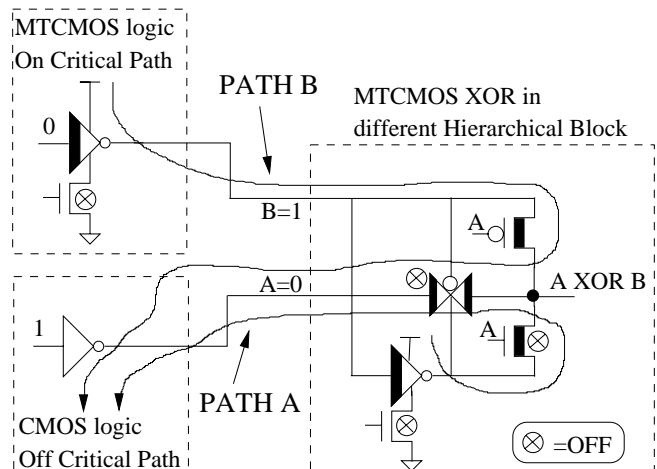 MTCMOS logic
On Critical Path
PATH B
MTCMOS XOR in
different Hierarchical Block
0
B=1
A
A=0
A XOR B
1
A
PATH A
CMOS logic
Off Critical Path
=OFF